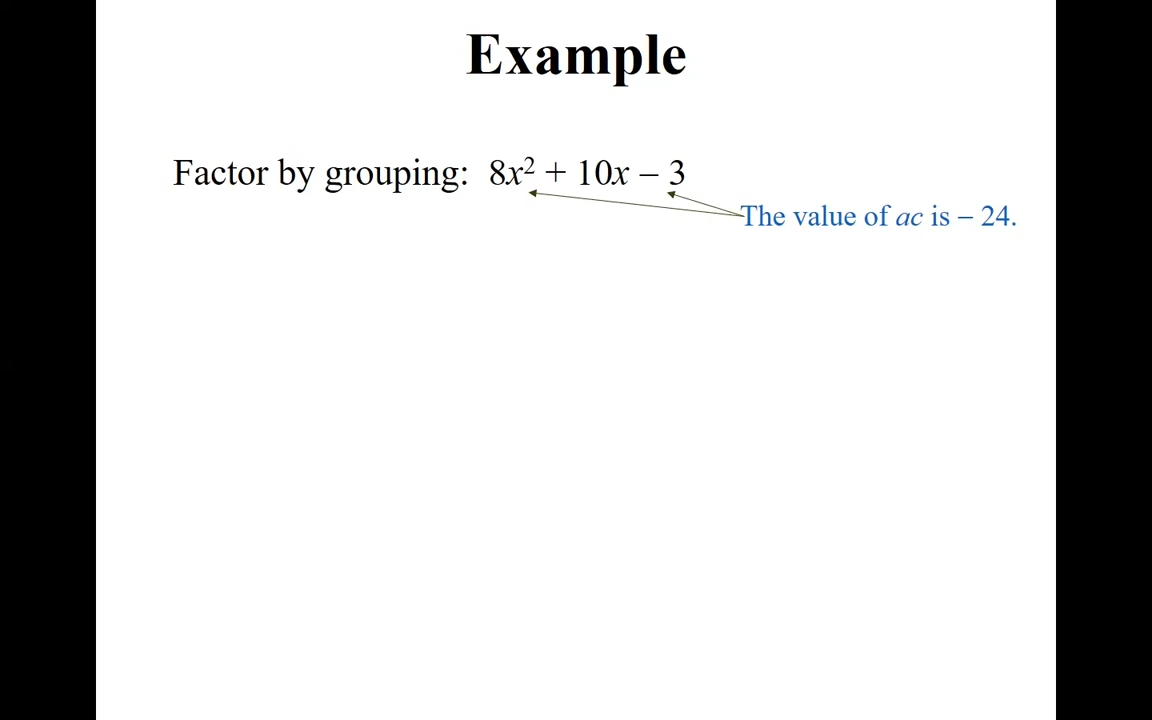 Example
Factor by grouping: 8x² + 10x – 3
The value of ac is – 24.